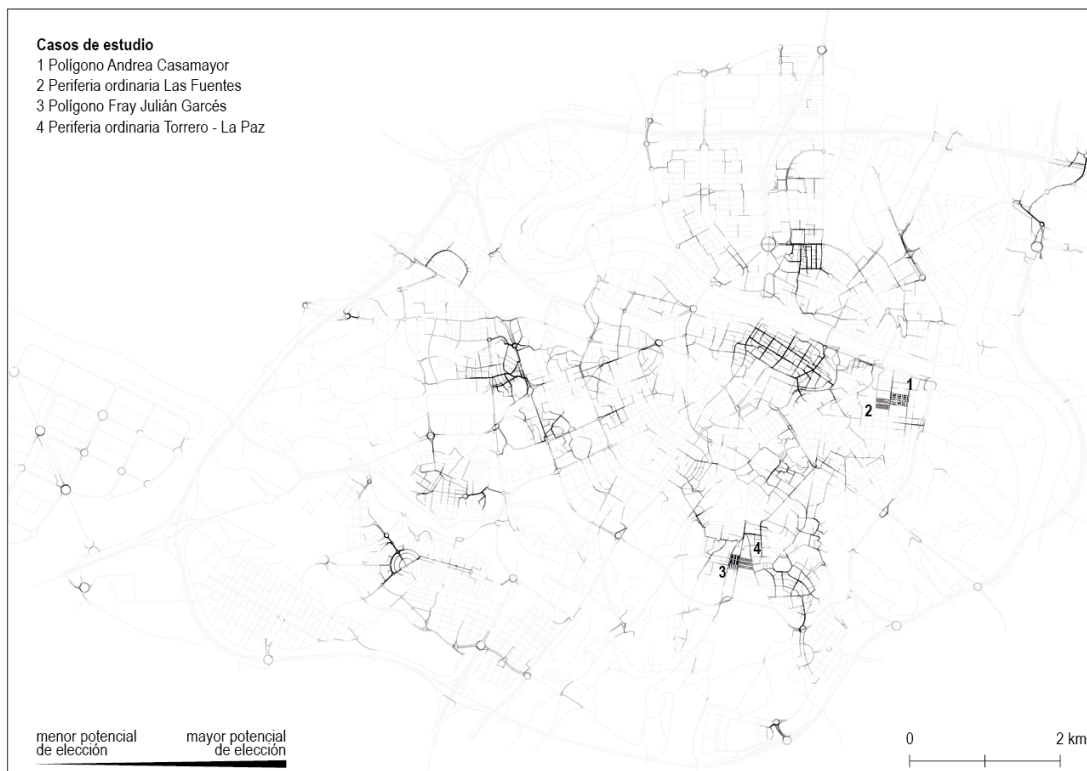 Casos de estudio
1 Polígono Andrea Casamayor
2 Periferia ordinaria Las Fuentes
3 Polígono Fray Julián Garcés
4 Periferia ordinaria Torrero - La Paz
1
2
4
3
menor potencial
de elección
mayor potencial
de elección
0
2 km